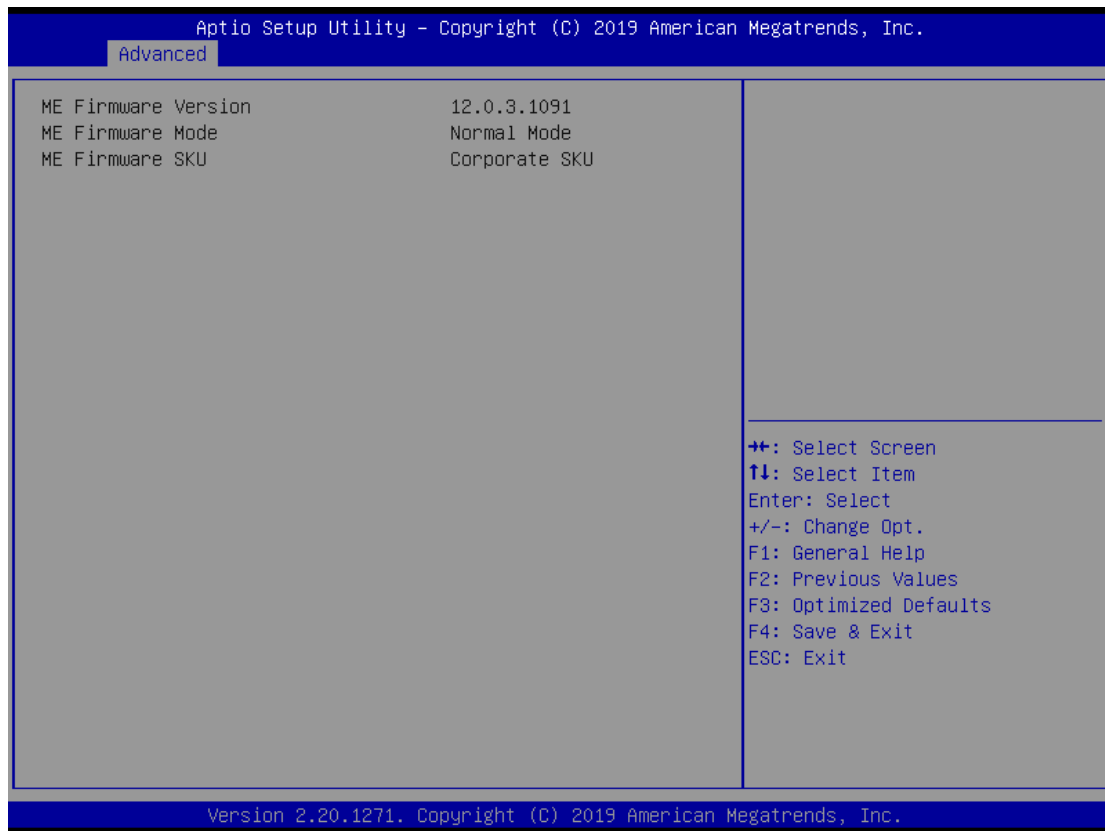 Aptio Setup Utility – Copyright (C) 2019 American Megatrends, Inc.
Advanced
ME Firmware Version 12.0.3.1091
ME Firmware Mode Normal Mode
ME Firmware SKU Corporate SKU
→←: Select Screen
↑↓: Select Item
Enter: Select
+/-: Change Opt.
F1: General Help
F2: Previous Values
F3: Optimized Defaults
F4: Save & Exit
ESC: Exit
Version 2.20.1271. Copyright (C) 2019 American Megatrends, Inc.